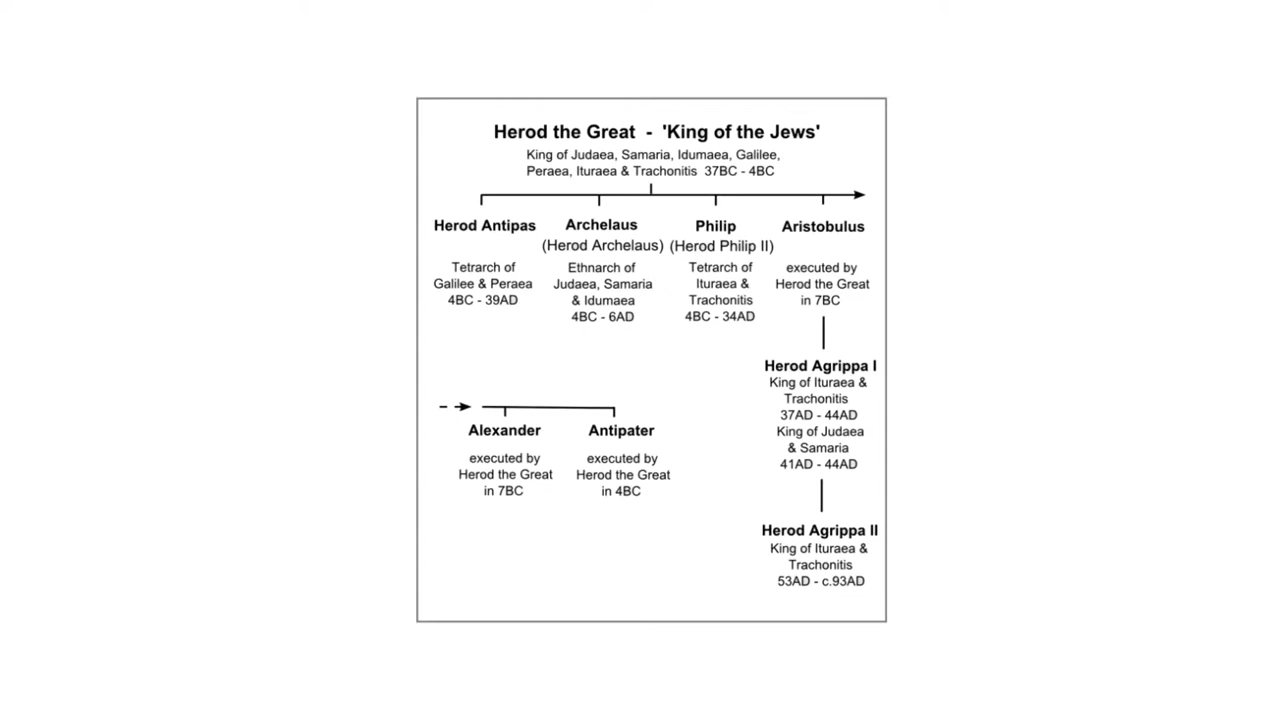 Herod the Great - 'King of the Jews'
King of Judaea, Samaria, Idumaea, Galilee,
Peraea, Ituraea & Trachonitis 37BC - 4BC
Herod Antipas
Tetrarch of
Galilee & Peraea
4BC - 39AD
Archelaus
(Herod Archelaus)
Ethnarch of
Judaea, Samaria
& Idumaea
4BC - 6AD
Philip
(Herod Philip II)
Tetrarch of
Ituraea &
Trachonitis
4BC - 34AD
Aristobulus
executed by
Herod the Great
in 7BC
Herod Agrippa I
King of Ituraea &
Trachonitis
37AD - 44AD
King of Judaea
& Samaria
41AD - 44AD
Herod Agrippa II
King of Ituraea &
Trachonitis
53AD - c.93AD
Alexander
executed by
Herod the Great
in 7BC
Antipater
executed by
Herod the Great
in 4BC